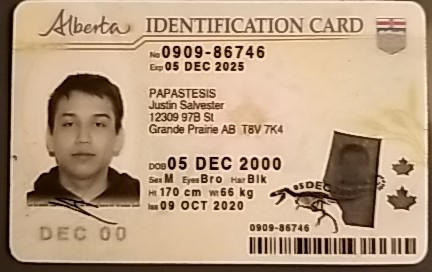 Alberta IDENTIFICATION CARD
No 0909-86746
Exp 05 DEC 2025
PAPASTESIS
Justin Salvester
12309 97B St
Grande Prairie AB T8V 7K4
DOB 05 DEC 2000
Sex M Eyes Bro Hair Blk
Ht 170 cm Wt 66 kg
Iss 09 OCT 2020
05 DEC
DEC 00
0909-86746